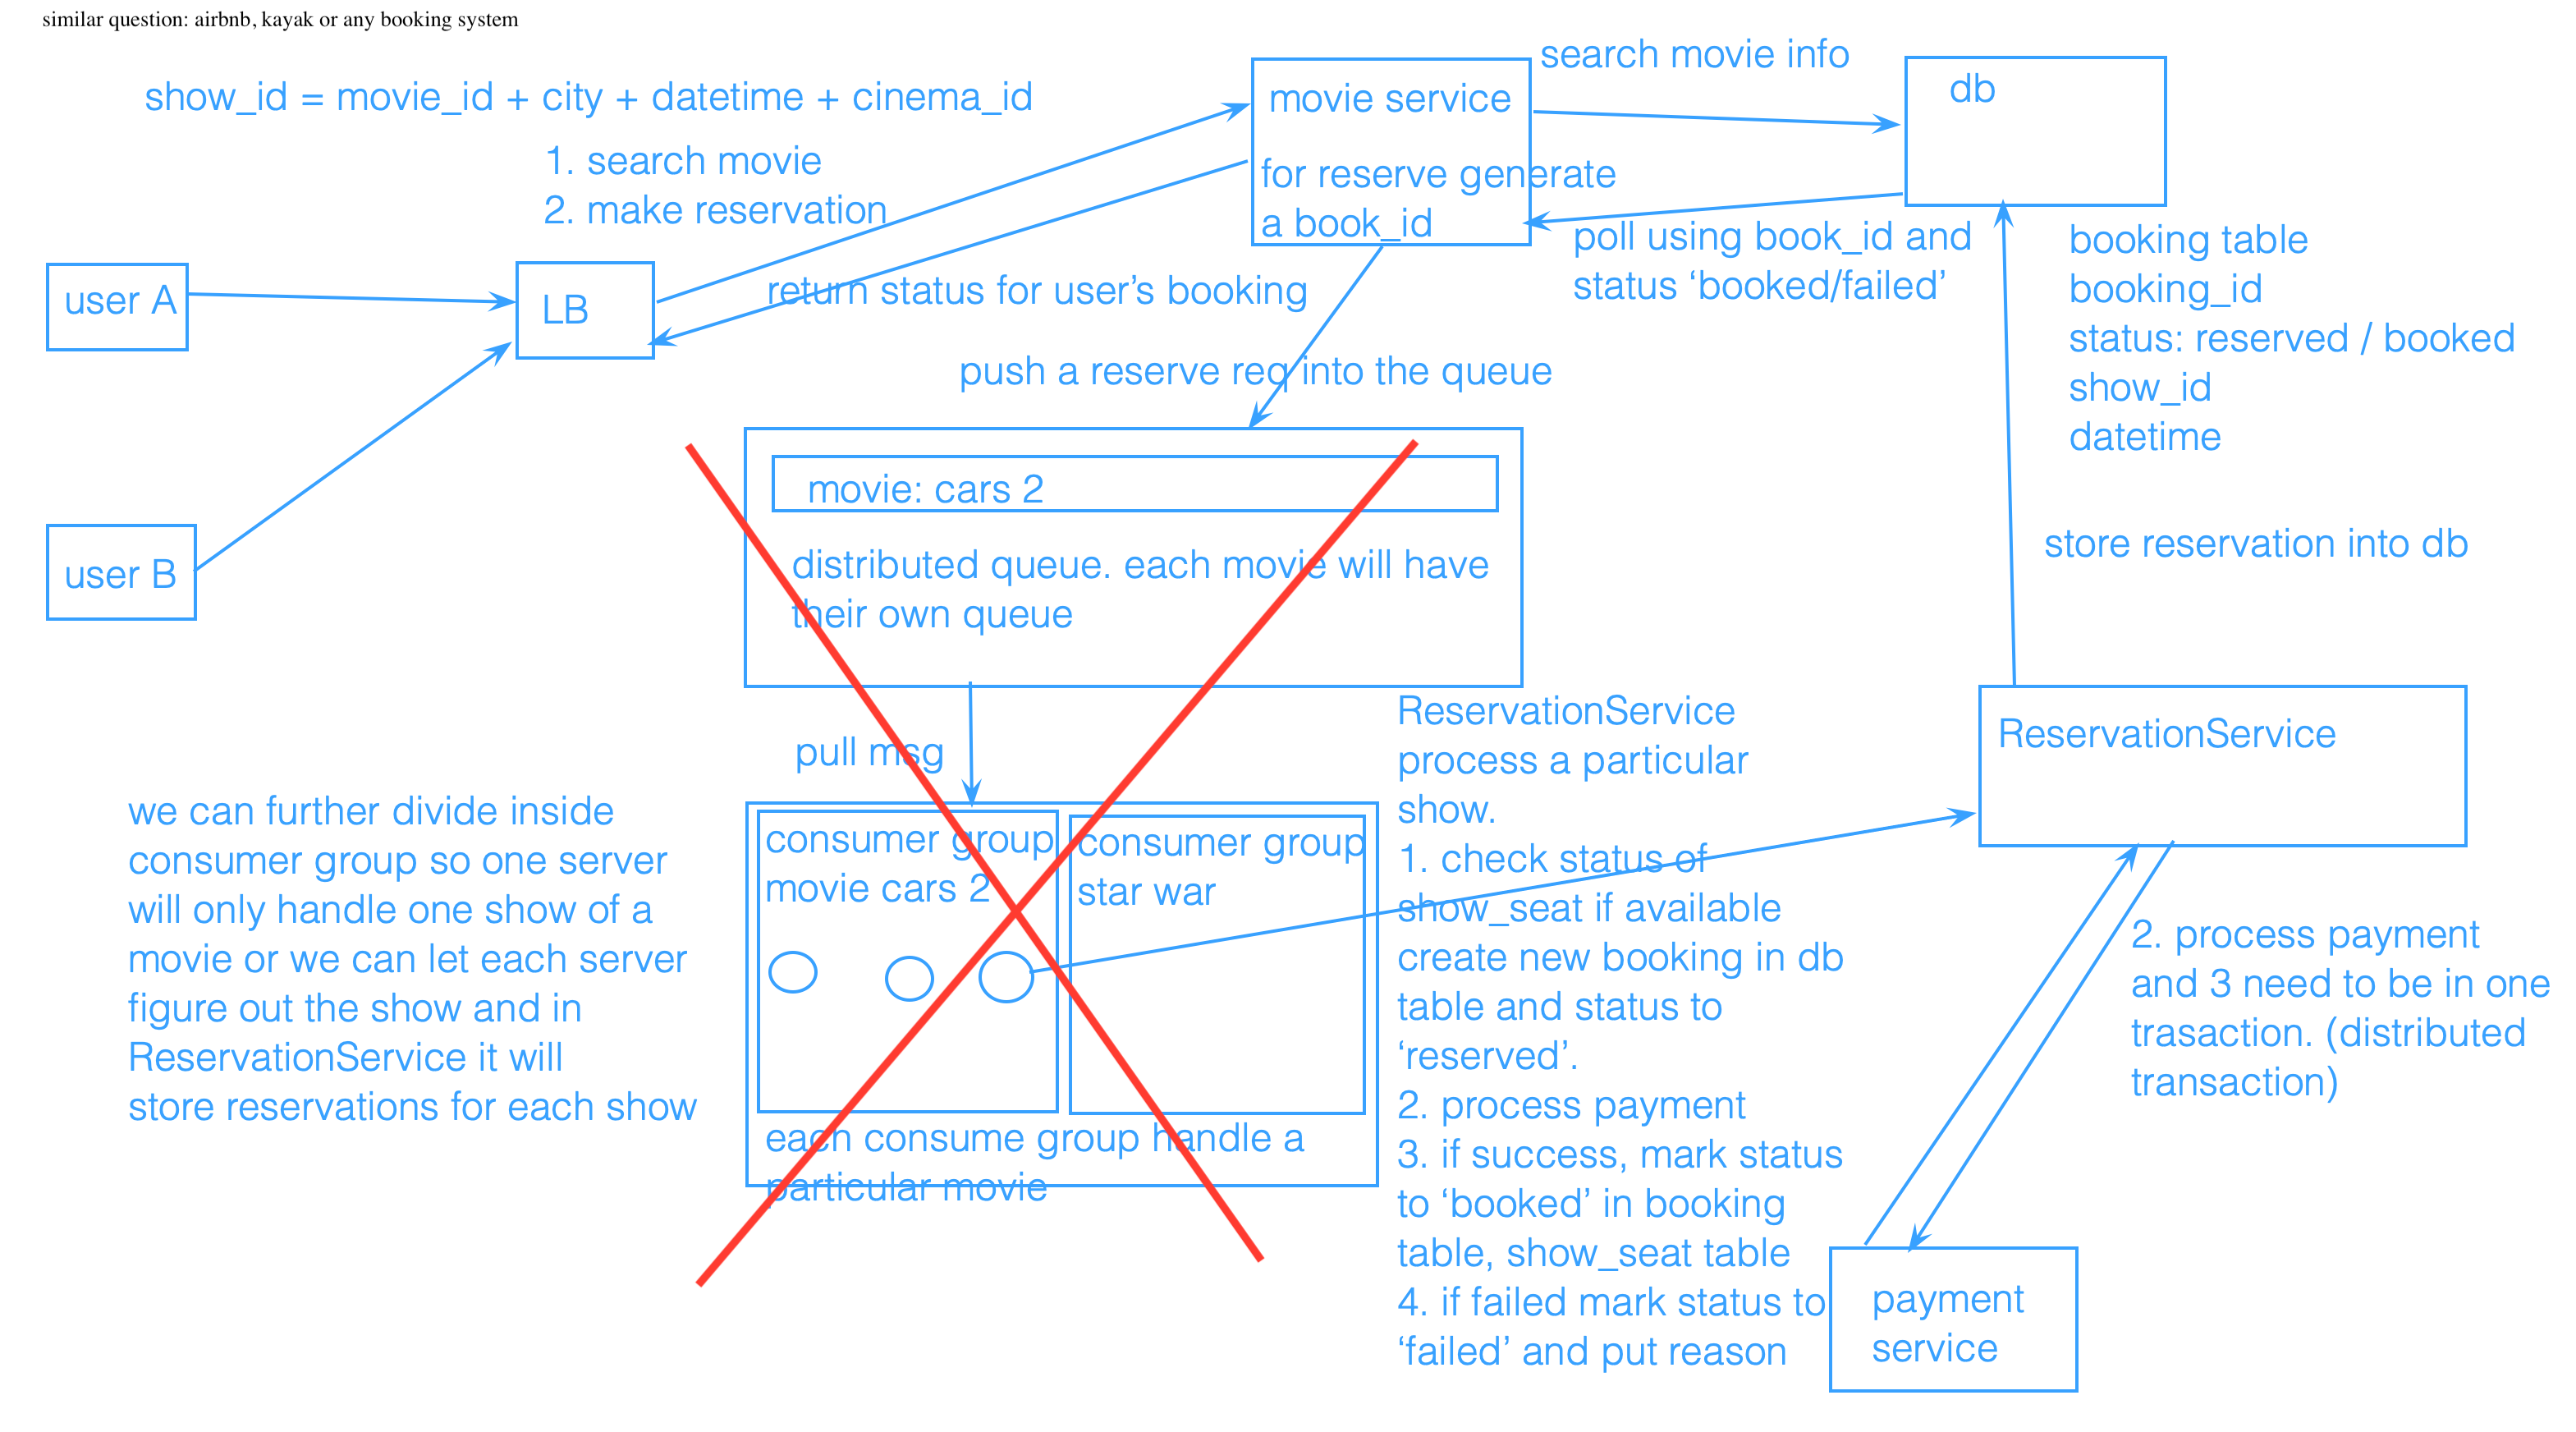 similar question: airbnb, kayak or any booking system
show_id = movie_id + city + datetime + cinema_id
1. search movie
2. make reservation
user A
LB
user B
movie service
for reserve generate
a book_id
search movie info
db
poll using book_id and
status ‘booked/failed’
booking table
booking_id
status: reserved / booked
show_id
datetime
return status for user’s booking
push a reserve req into the queue
movie: cars 2
distributed queue. each movie will have
their own queue
store reservation into db
pull msg
consumer group
movie cars 2
consumer group
star war
each consume group handle a
particular movie
we can further divide inside
consumer group so one server
will only handle one show of a
movie or we can let each server
figure out the show and in
ReservationService it will
store reservations for each show
ReservationService
process a particular
show.
1. check status of
show_seat if available
create new booking in db
table and status to
‘reserved’.
2. process payment
3. if success, mark status
to ‘booked’ in booking
table, show_seat table
4. if failed mark status to
‘failed’ and put reason
ReservationService
2. process payment
and 3 need to be in one
trasaction. (distributed
transaction)
payment
service